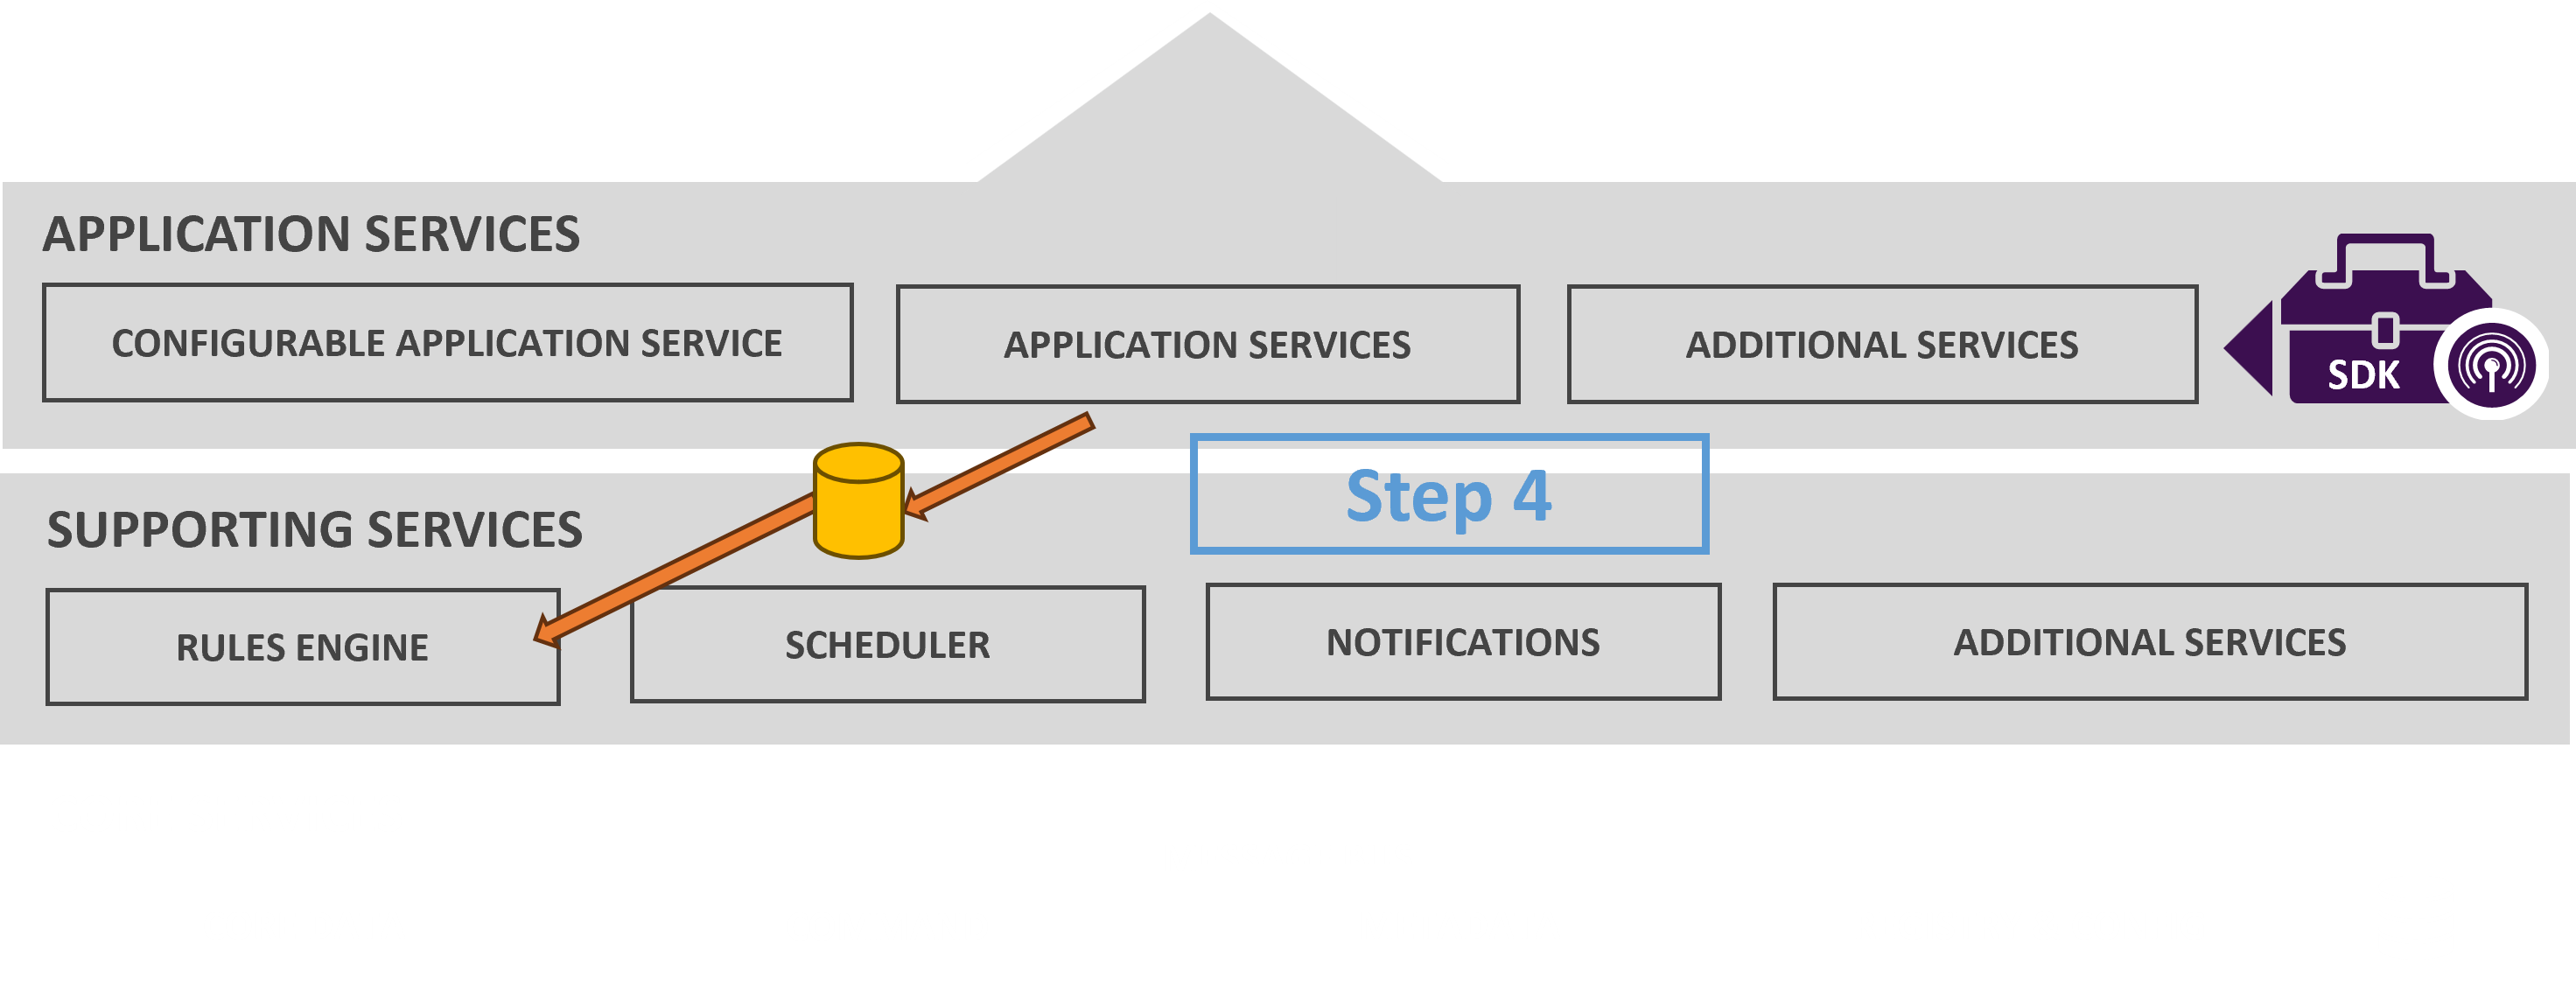 APPLICATION SERVICES
CONFIGURABLE APPLICATION SERVICE
APPLICATION SERVICES
ADDITIONAL SERVICES
SDK
Step 4
SUPPORTING SERVICES
RULES ENGINE
SCHEDULER
NOTIFICATIONS
ADDITIONAL SERVICES